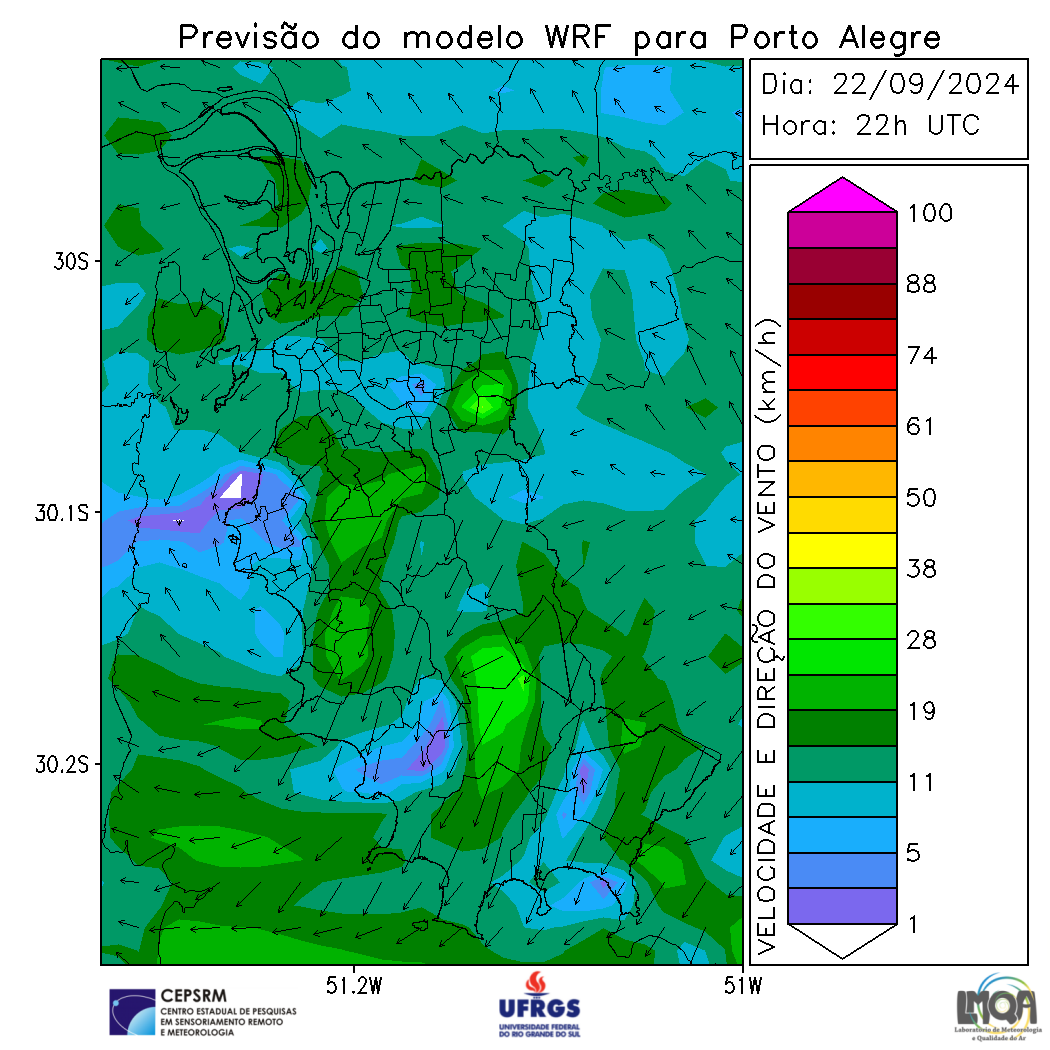 Previsão do modelo WRF para Porto Alegre
Dia: 22/09/2024
Hora: 22h UTC
30S
30.1S
30.2S
51.2W
51W
VELOCIDADE E DIREÇÃO DO VENTO (km/h)
100
88
74
61
50
38
28
19
11
5
1
CEPSRM
CENTRO ESTADUAL DE PESQUISAS
EM SENSORIAMENTO REMOTO
E METEOROLOGIA
UFRGS
UNIVERSIDADE FEDERAL
DO RIO GRANDE DO SUL
LMQA
Laboratório de Meteorologia
e Qualidade do Ar